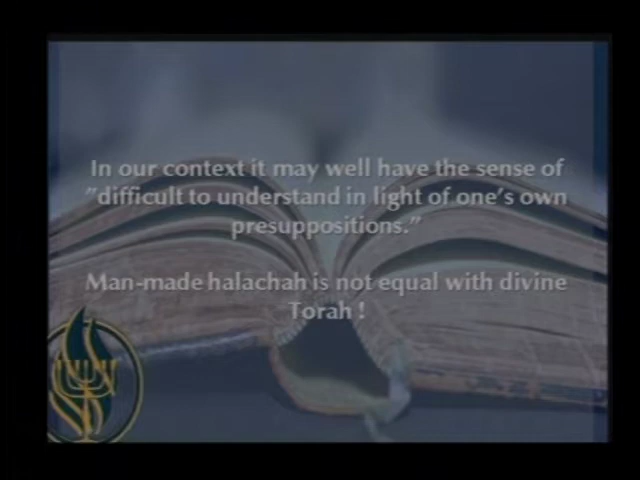 In our context it may well have the sense of
"difficult to understand in light of one's own
presuppositions."
Man-made halachah is not equal with divine
Torah !